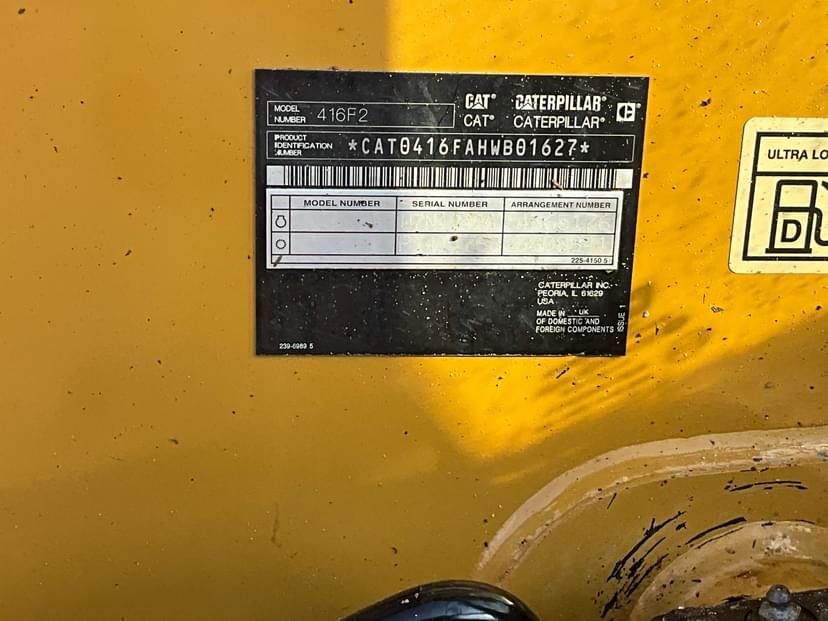 MODEL NUMBER 416F2
CAT® CATERPILLAR®
CAT® CATERPILLAR®
PRODUCT IDENTIFICATION NUMBER *CAT0416FAHWB01627*
MODEL NUMBER SERIAL NUMBER ARRANGEMENT NUMBER
225-4150 5
CATERPILLAR INC.
PEORIA, IL 61629
USA
MADE IN UK
OF DOMESTIC AND
FOREIGN COMPONENTS
ISSUE 1
239-6989 5
ULTRA LO
D